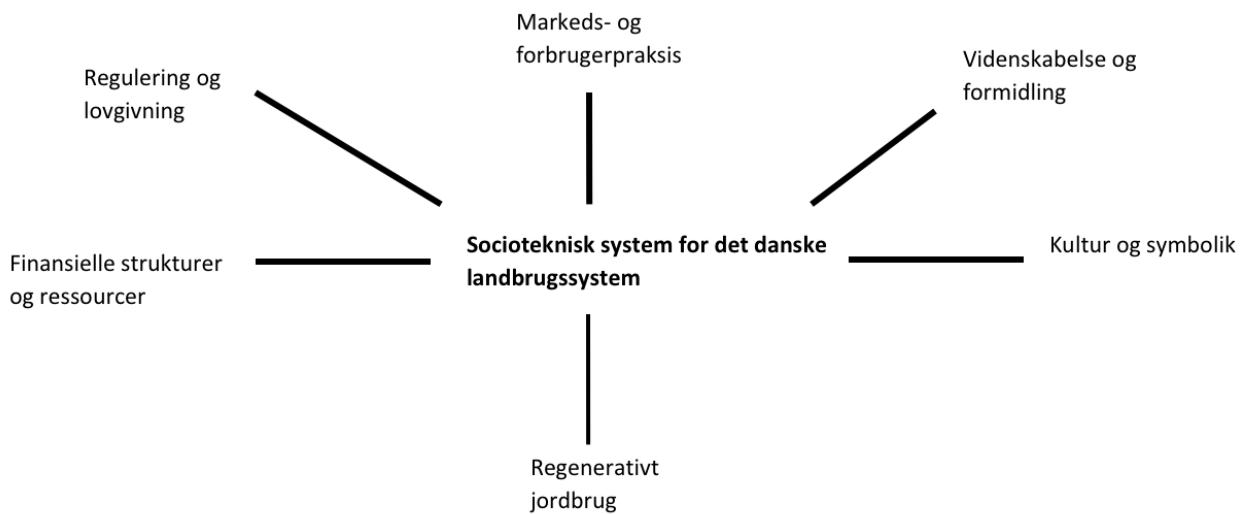 Markeds- og
forbrugerpraksis
Regulering og
lovgivning
Videnskabelse og
formidling
Finansielle strukturer
og ressourcer
Socioteknisk system for det danske
landbrugssystem
Kultur og symbolik
Regenerativt
jordbrug